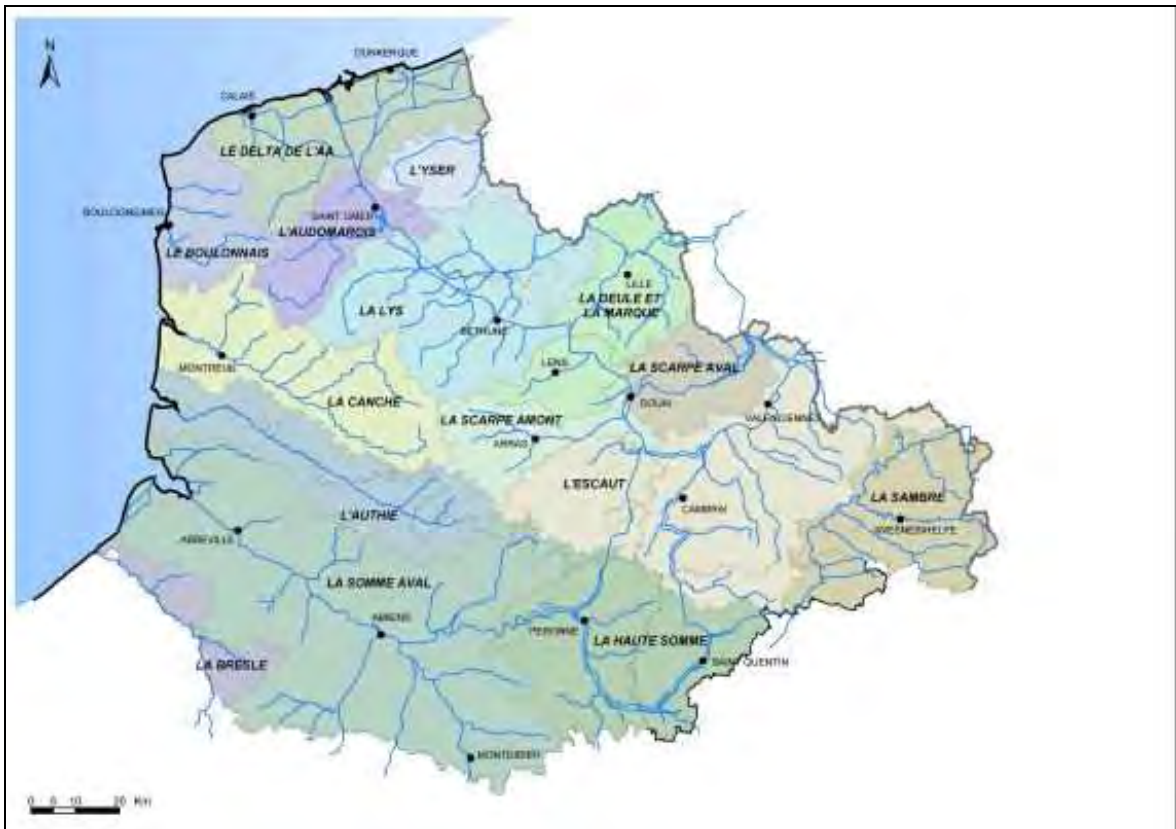 N
DUNKERQUE
CALAIS
LE DELTA DE L'AA
L'YSER
SAINT OMER
BOULOGNE/MER
L'AUDOMAROIS
LE BOULONNAIS
LILLE
LA DEULE ET
LA MARQUE
LA LYS
BETHUNE
MONTREUIL
LENS
LA SCARPE AVAL
LA CANCHE
DOUAI
VALENCIENNES
LA SCARPE AMONT
ARRAS
L'ESCAUT
CAMBRAI
LA SAMBRE
AVESNES/HELPE
L'AUTHIE
ABBEVILLE
LA SOMME AVAL
AMIENS
PERONNE
LA HAUTE SOMME
LA BRESLE
SAINT QUENTIN
MONTDIDIER
0 5 10 20 Km